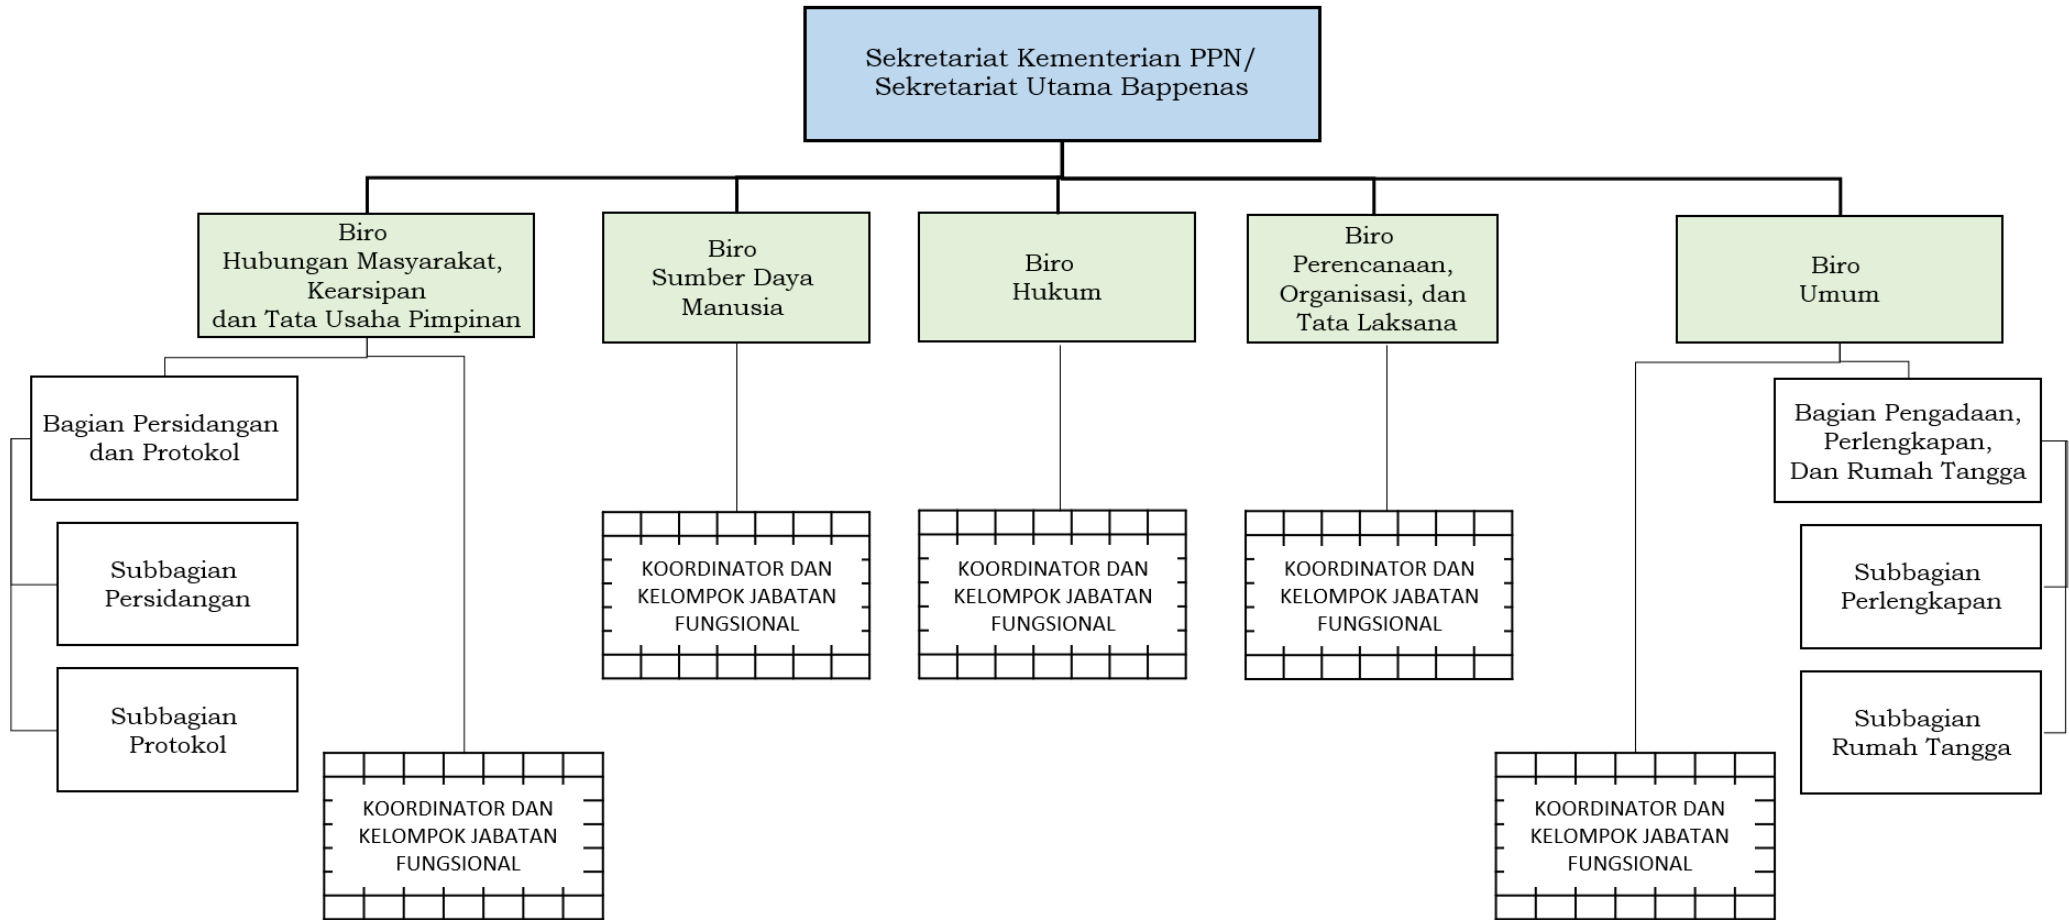 Sekretariat Kementerian PPN/
Sekretariat Utama Bappenas
Biro
Hubungan Masyarakat,
Kearsipan
dan Tata Usaha Pimpinan
Biro
Sumber Daya
Manusia
Biro
Hukum
Biro
Perencanaan,
Organisasi, dan
Tata Laksana
Biro
Umum
Bagian Persidangan
dan Protokol
Subbagian
Persidangan
Subbagian
Protokol
KOORDINATOR DAN
KELOMPOK JABATAN
FUNGSIONAL
KOORDINATOR DAN
KELOMPOK JABATAN
FUNGSIONAL
KOORDINATOR DAN
KELOMPOK JABATAN
FUNGSIONAL
KOORDINATOR DAN
KELOMPOK JABATAN
FUNGSIONAL
KOORDINATOR DAN
KELOMPOK JABATAN
FUNGSIONAL
Bagian Pengadaan,
Perlengkapan,
Dan Rumah Tangga
Subbagian
Perlengkapan
Subbagian
Rumah Tangga